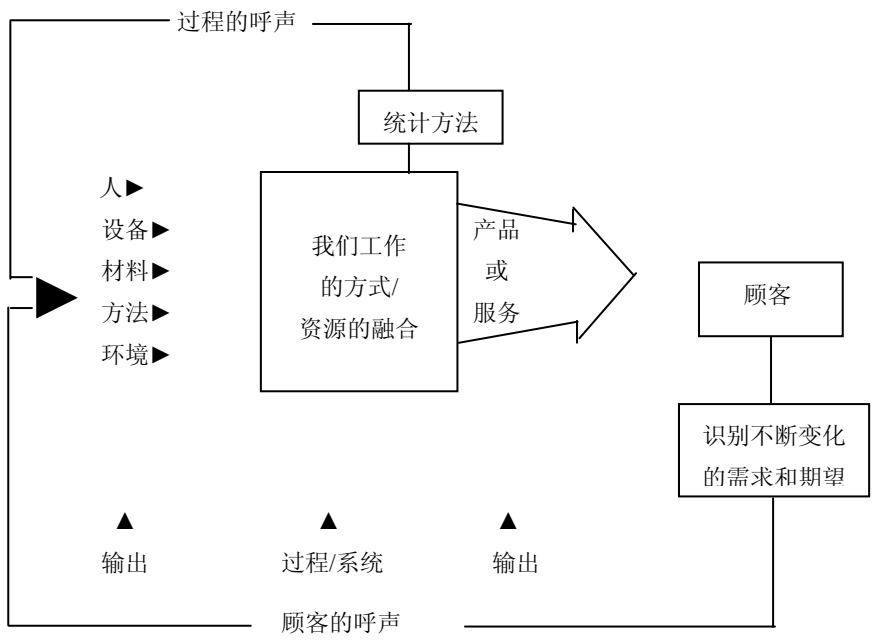 过程的呼声
统计方法
人►
设备►
材料►
方法►
环境►
我们工作
的方式/
资源的融合
产品
或
服务
顾客
识别不断变化
的需求和期望
▲
▲
▲
输出
过程/系统
输出
顾客的呼声